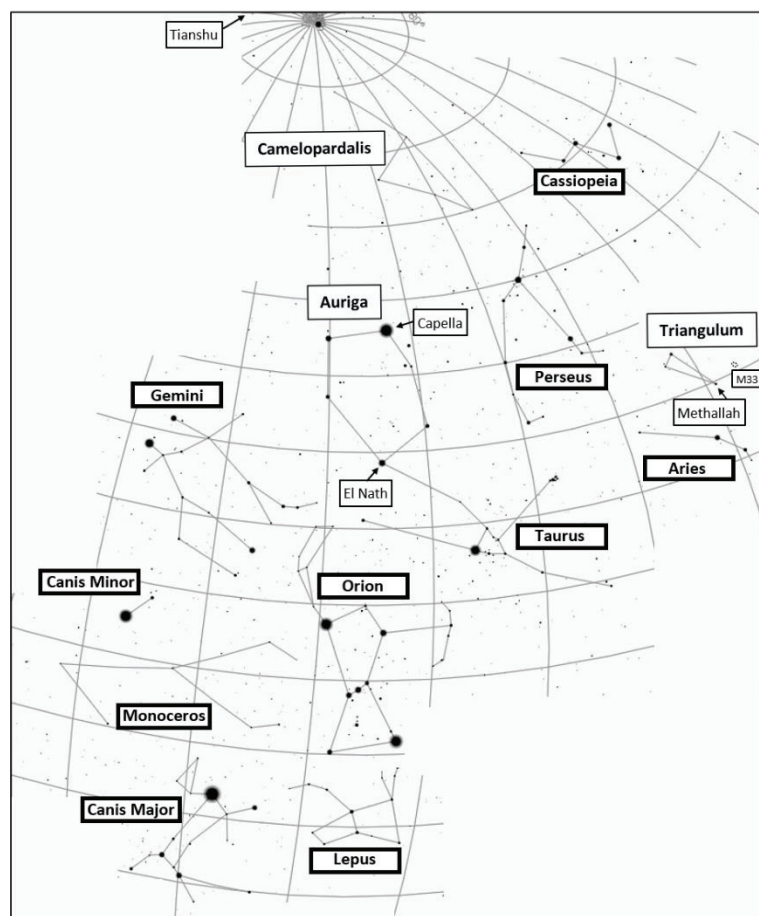 Tianshu
80°
Camelopardalis
Cassiopeia
Auriga
Capella
Triangulum
Perseus
M33
Gemini
Methallah
Aries
El Nath
Taurus
Canis Minor
Orion
Monoceros
Canis Major
Lepus